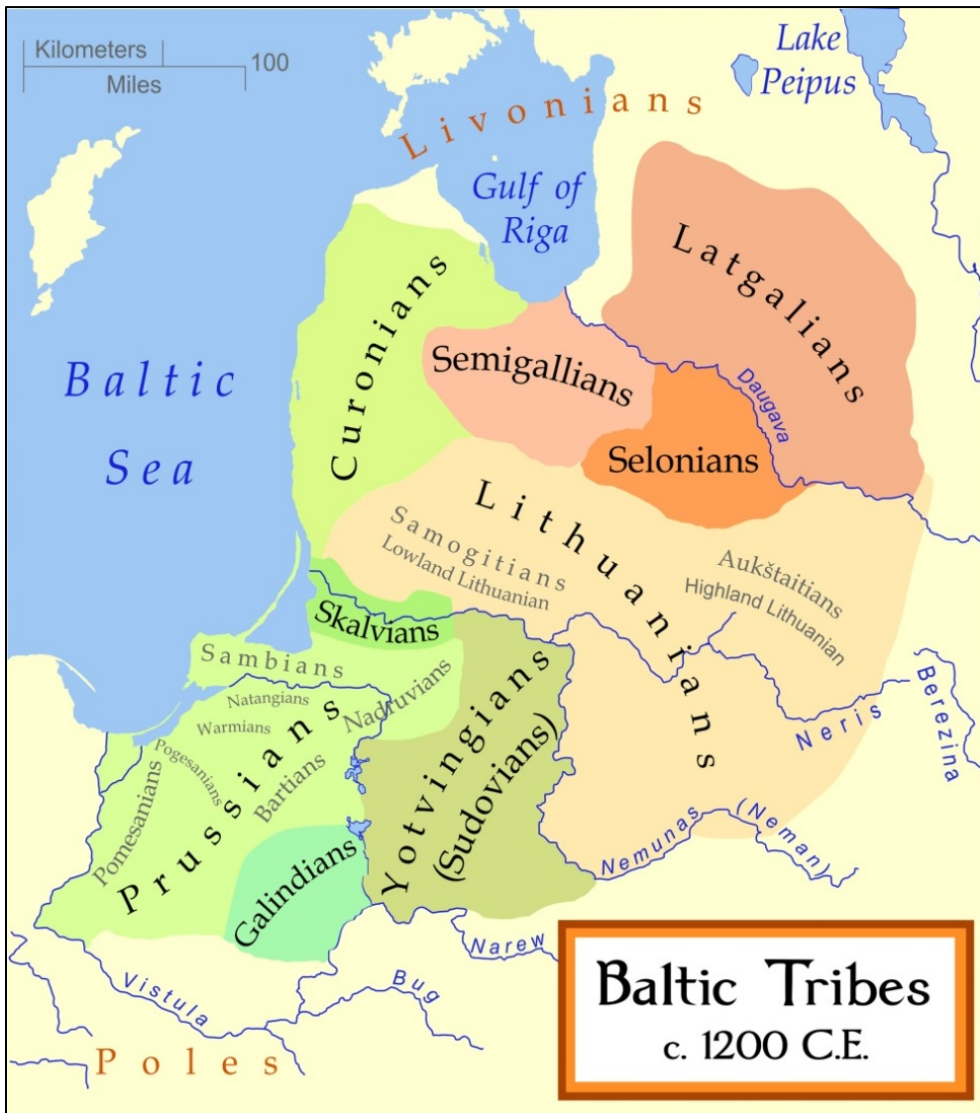 Kilometers
100
Miles
Lake
Peipus
Livonians
Gulf of
Riga
Latgalians
Curonians
Semigallians
Baltic
Sea
Daugava
Selonians
Lithuanians
Samogitians
Lowland Lithuanian
Aukštaitians
Highland Lithuanian
Skalvians
Sambians
Natangians
Nadruvians
Warmians
Pogesanians
Bartians
Pomesanians
Prussians
Yotvingians
(Sudovians)
Neris
Berezina
Galindians
Nemunas (Neman)
Narew
Bug
Vistula
Poles
Baltic Tribes
c. 1200 C.E.